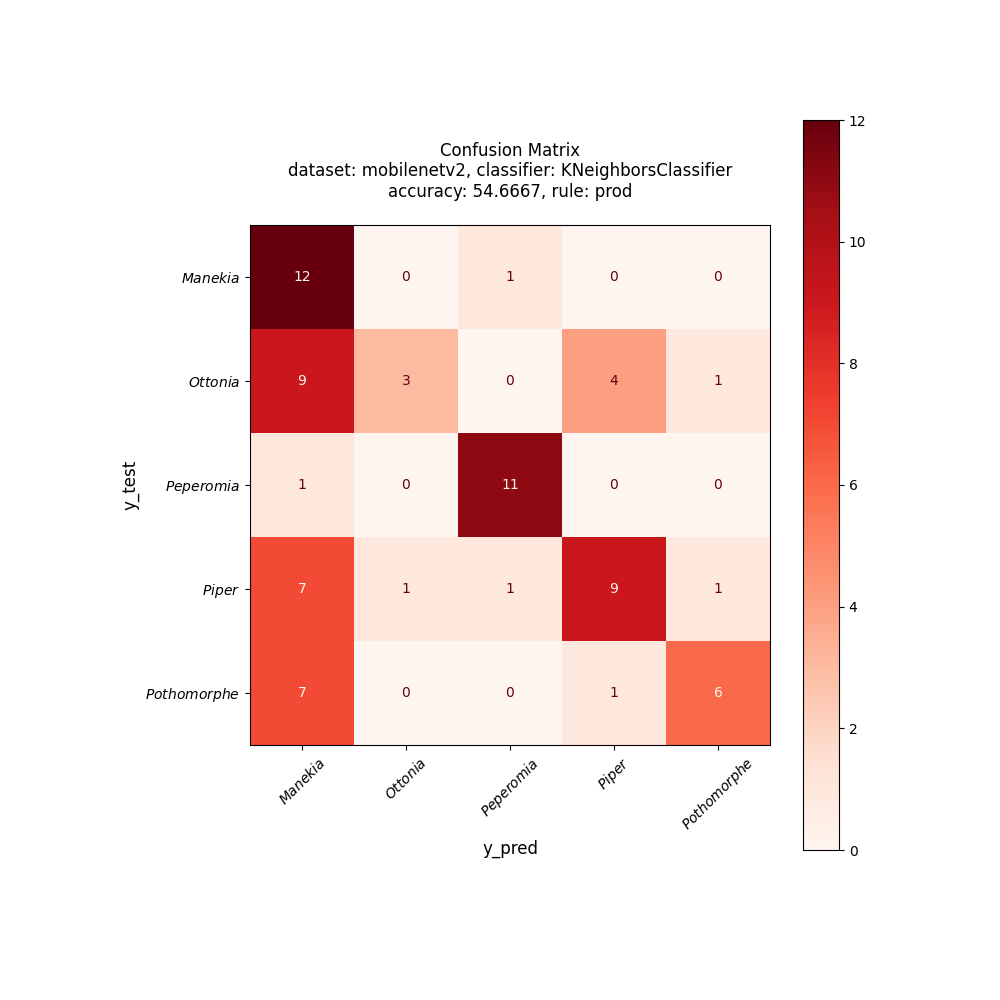 Confusion Matrix
dataset: mobilenetv2, classifier: KNeighborsClassifier
accuracy: 54.6667, rule: prod
y_test
Manekia 12 0 1 0 0
Ottonia 9 3 0 4 1
Peperomia 1 0 11 0 0
Piper 7 1 1 9 1
Pothomorphe 7 0 0 1 6
Manekia Ottonia Peperomia Piper Pothomorphe
y_pred
12
10
8
6
4
2
0